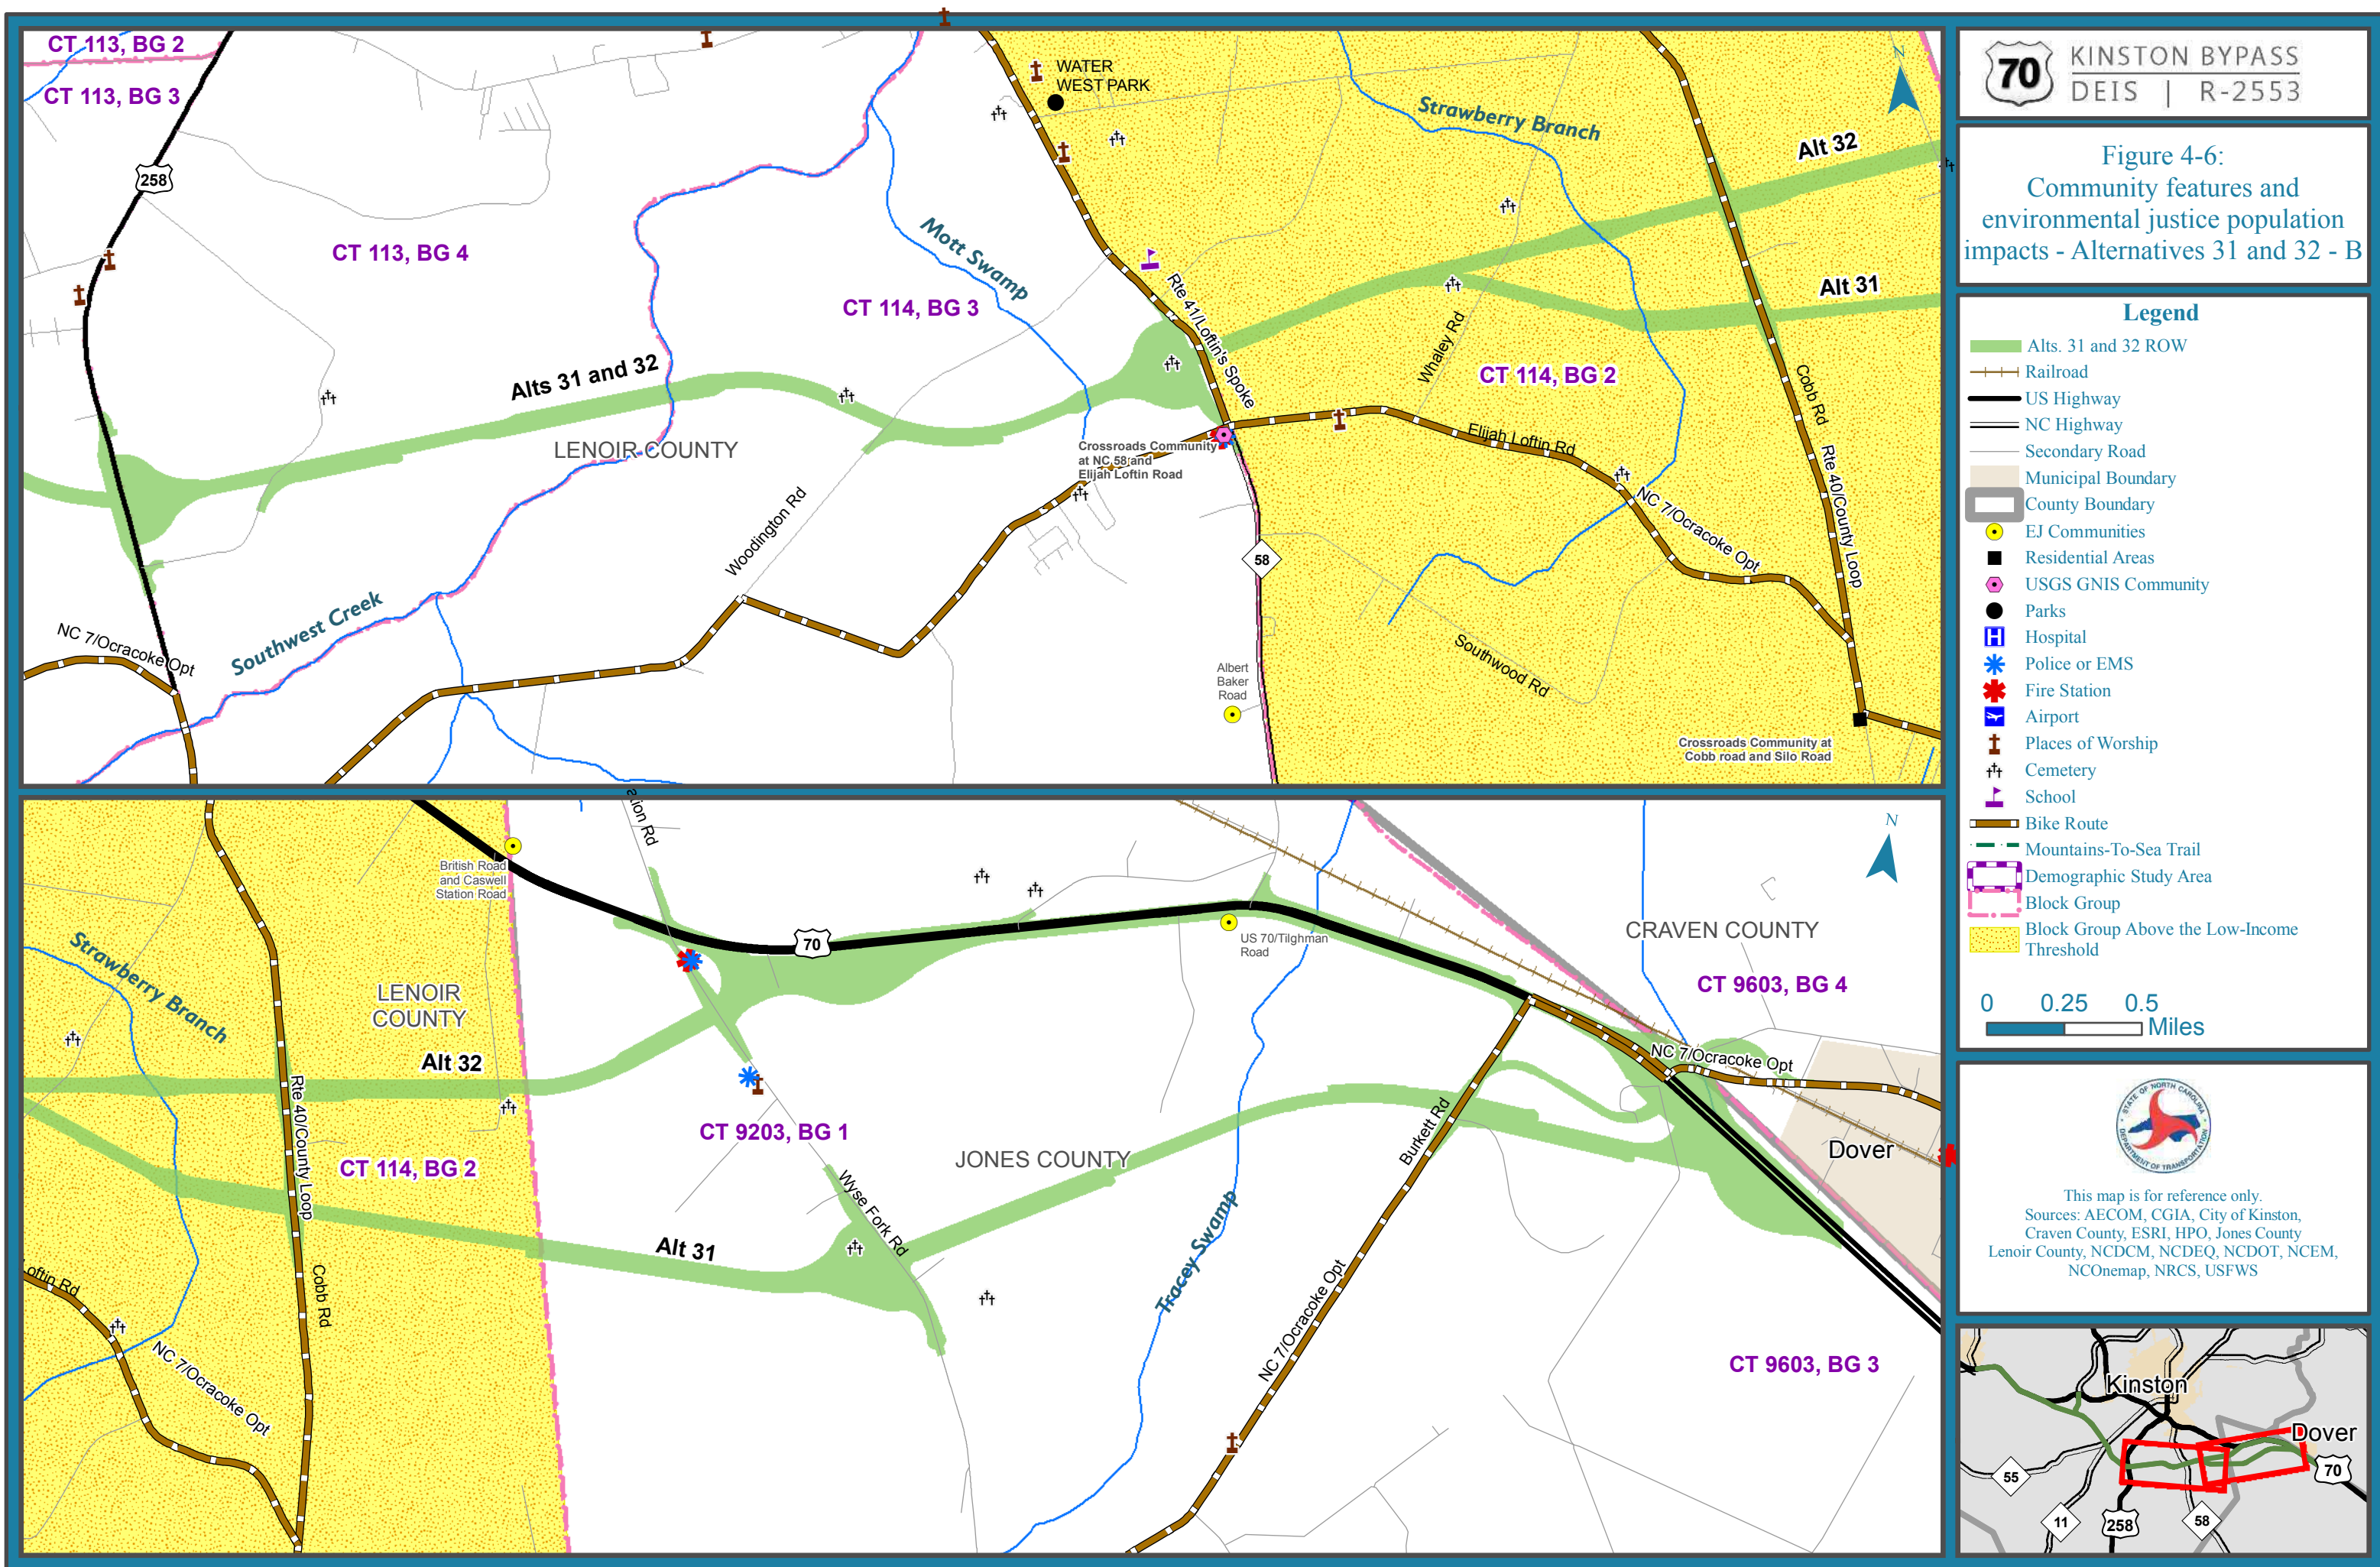 CT 113, BG 2
CT 113, BG 3
258
CT 113, BG 4
WATER
WEST PARK
Strawberry Branch
N
Alt 32
Mott Swamp
CT 114, BG 3
Rte 41/Loftin's Spoke
Alt 31
Whaley Rd
CT 114, BG 2
Alts 31 and 32
LENOIR COUNTY
Crossroads Community
at NC 58 and
Elijah Loftin Road
Elijah Loftin Rd
Cobb Rd
Rte 40/County Loop
NC 7/Ocracoke Opt
Woodington Rd
58
Southwest Creek
NC 7/Ocracoke Opt
Albert
Baker
Road
Southwood Rd
Crossroads Community at
Cobb road and Silo Road
ation Rd
British Road
and Caswell
Station Road
N
70
US 70/Tilghman
Road
CRAVEN COUNTY
CT 9603, BG 4
Strawberry Branch
LENOIR
COUNTY
Alt 32
NC 7/Ocracoke Opt
Rte 40/County Loop
CT 9203, BG 1
JONES COUNTY
Burkett Rd
Dover
CT 114, BG 2
Wyse Fork Rd
Alt 31
Tracey Swamp
Loftin Rd
Cobb Rd
NC 7/Ocracoke Opt
NC 7/Ocracoke Opt
CT 9603, BG 3
70
KINSTON BYPASS
DEIS | R-2553
Figure 4-6:
Community features and
environmental justice population
impacts - Alternatives 31 and 32 - B
Legend
Alts. 31 and 32 ROW
Railroad
US Highway
NC Highway
Secondary Road
Municipal Boundary
County Boundary
EJ Communities
Residential Areas
USGS GNIS Community
Parks
H Hospital
Police or EMS
Fire Station
Airport
Places of Worship
Cemetery
School
Bike Route
Mountains-To-Sea Trail
Demographic Study Area
Block Group
Block Group Above the Low-Income
Threshold
0 0.25 0.5
Miles
STATE OF NORTH CAROLINA
DEPARTMENT OF TRANSPORTATION
This map is for reference only.
Sources: AECOM, CGIA, City of Kinston,
Craven County, ESRI, HPO, Jones County
Lenoir County, NCDCM, NCDEQ, NCDOT, NCEM,
NCOnemap, NRCS, USFWS
Kinston
Dover
70
55
11
258
58